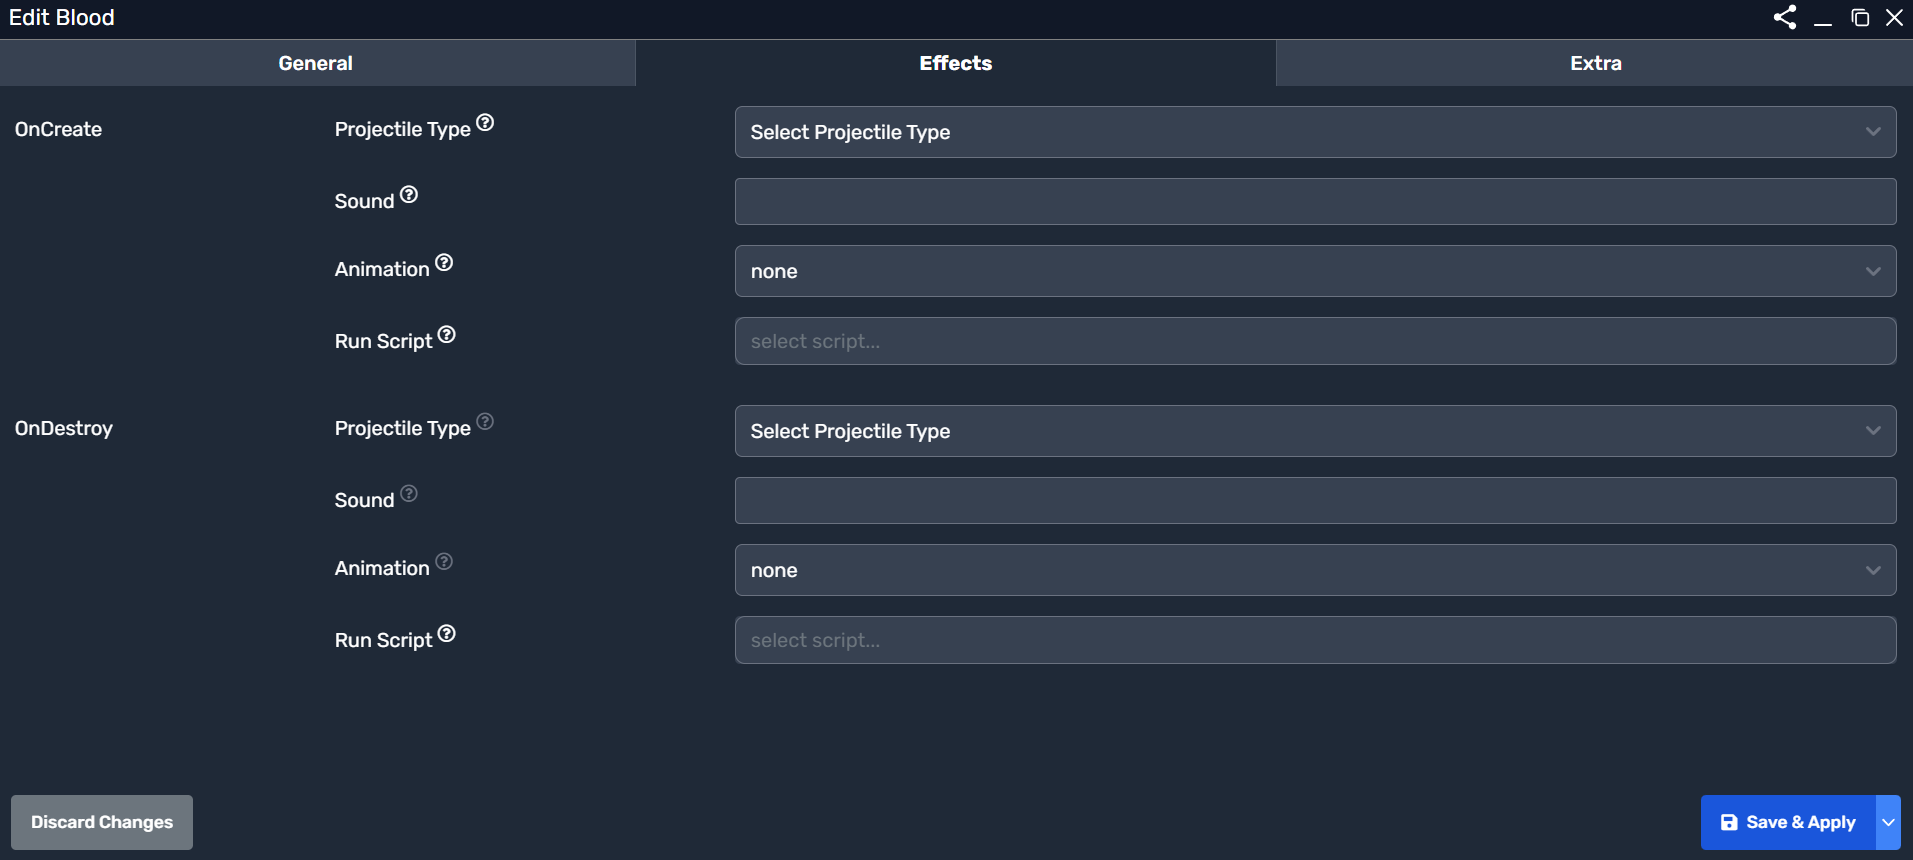 Edit Blood
General
Effects
Extra
OnCreate
Projectile Type
Select Projectile Type
Sound
Animation
none
Run Script
select script...
OnDestroy
Projectile Type
Select Projectile Type
Sound
Animation
none
Run Script
select script...
Discard Changes
Save & Apply